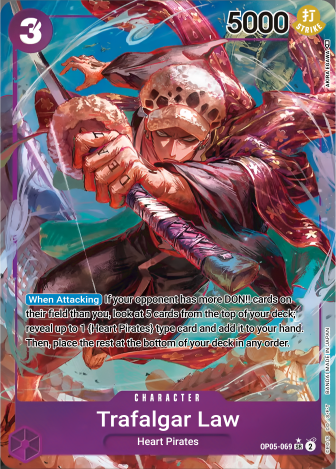 3
5000
打
STRIKE
When Attacking If your opponent has more DON!! cards on
their field than you, look at 5 cards from the top of your deck;
reveal up to 1 {Heart Pirates} type card and add it to your hand.
Then, place the rest at the bottom of your deck in any order.
CHARACTER
Trafalgar Law
Heart Pirates
OP05-069 ★ SR 2